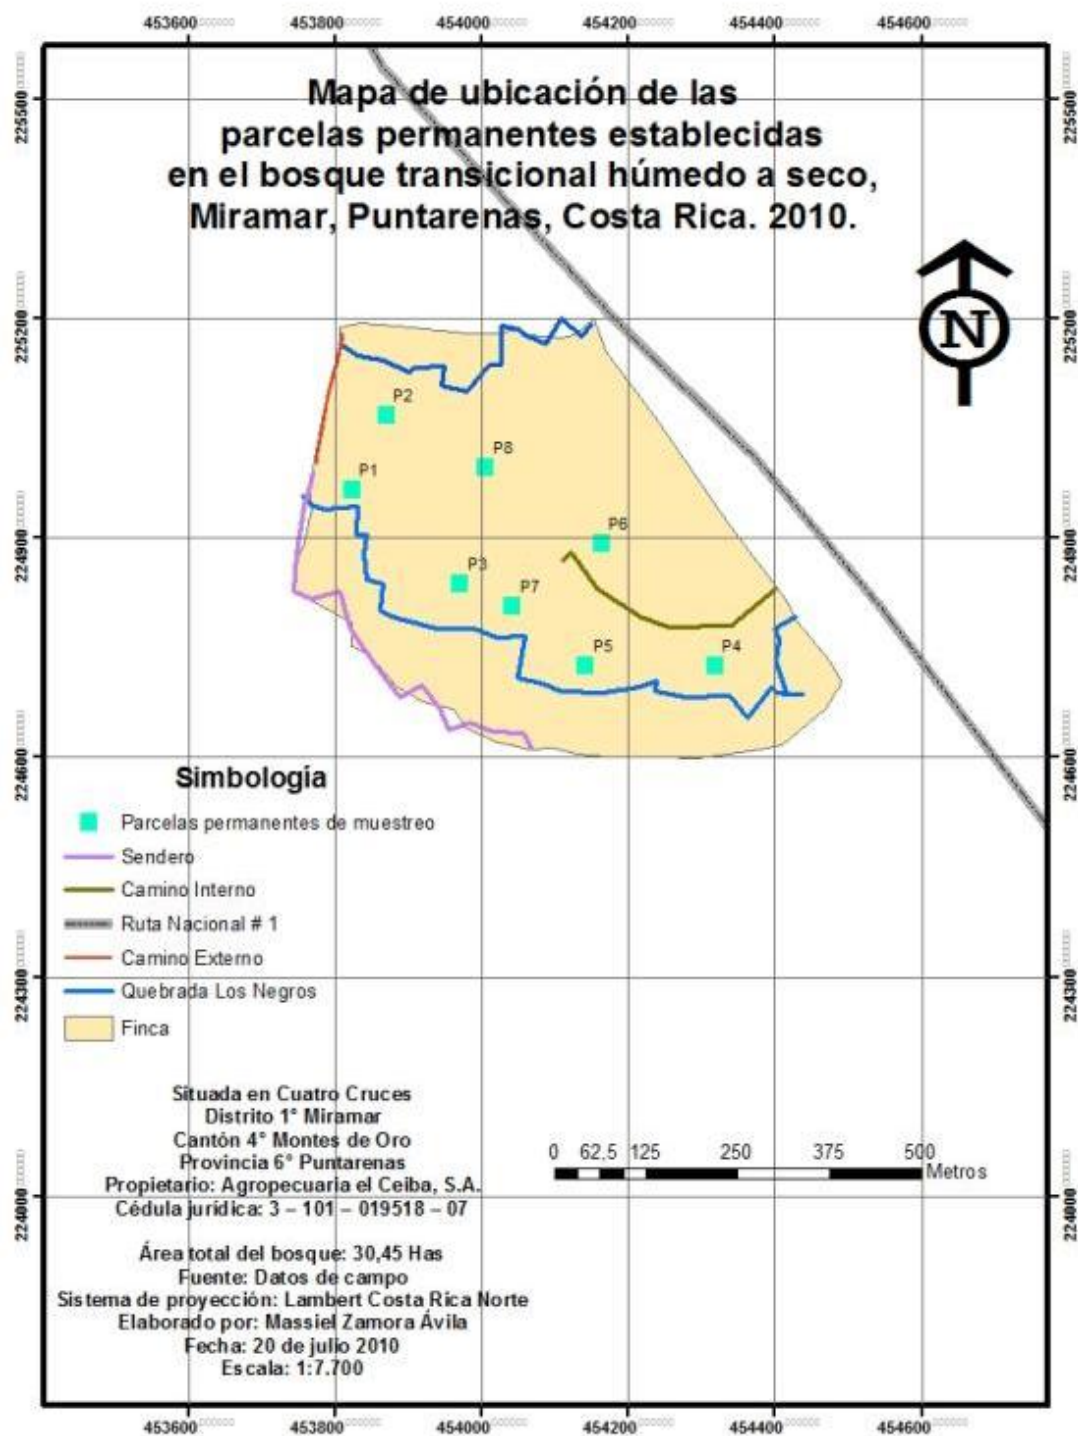 453600 453800 454000 454200 454400 454600
Mapa de ubicación de las
parcelas permanentes establecidas
en el bosque transicional húmedo a seco,
Miramar, Puntarenas, Costa Rica. 2010.
N
225500 225500
225200 225200
P2
P8
P1
224900 224900
P6
P3
P7
P5
P4
224600 224600
Simbología
Parcelas permanentes de muestreo
Sendero
Camino Interno
Ruta Nacional # 1
Camino Externo
Quebrada Los Negros
Finca
224300 224300
Situada en Cuatro Cruces
Distrito 1° Miramar
Cantón 4° Montes de Oro
Provincia 6° Puntarenas
Propietario: Agropecuaria el Ceiba, S.A.
Cédula jurídica: 3 – 101 – 019518 – 07
0 62,5 125 250 375 500
Metros
224000 224000
Área total del bosque: 30,45 Has
Fuente: Datos de campo
Sistema de proyección: Lambert Costa Rica Norte
Elaborado por: Massiel Zamora Ávila
Fecha: 20 de julio 2010
Escala: 1:7.700
453600 453800 454000 454200 454400 454600